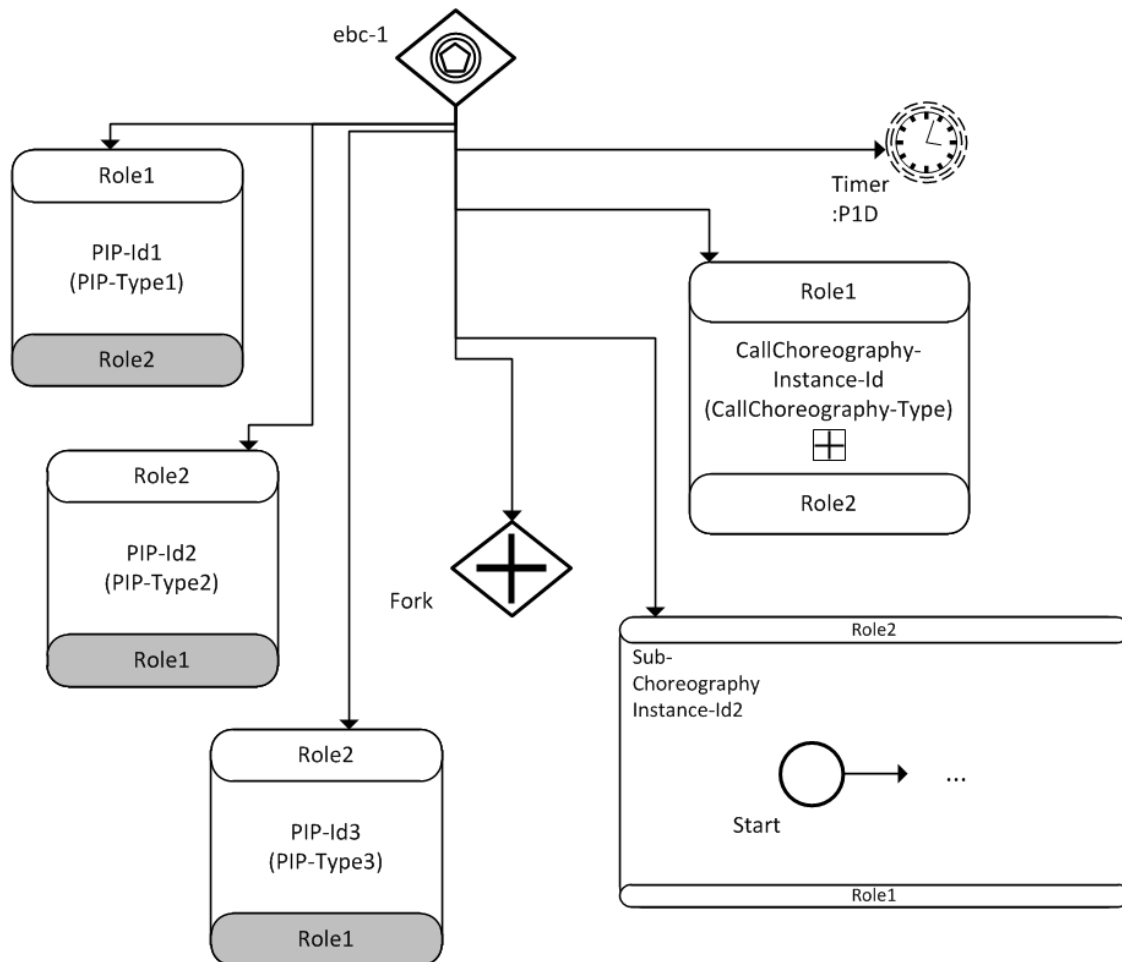 ebc-1
Role1
PIP-Id1
(PIP-Type1)
Role2
Timer
:P1D
Role1
CallChoreography-
Instance-Id
(CallChoreography-Type)
Role2
Role2
PIP-Id2
(PIP-Type2)
Role1
Fork
Role2
Sub-
Choreography
Instance-Id2
Start
...
Role1
Role2
PIP-Id3
(PIP-Type3)
Role1